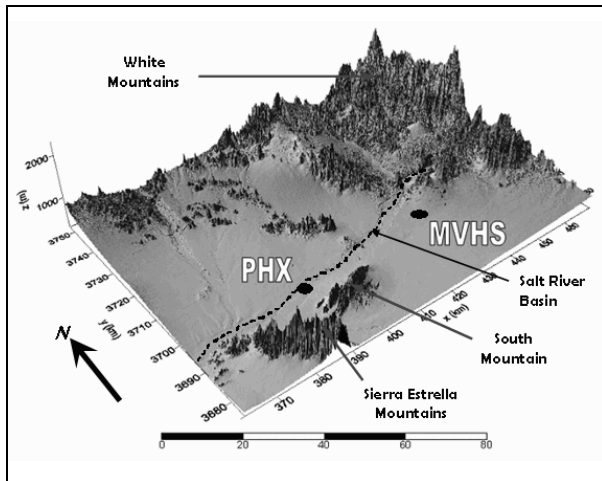 White
Mountains
2000
1000
z (m)
3750
3740
3730
3720
3710
3700
3690
3680
y (km)
PHX
MVHS
Salt River
Basin
South
Mountain
Sierra Estrella
Mountains
N
370
380
390
400
410
420
430
440
450
460
x (km)
0
20
40
60
80